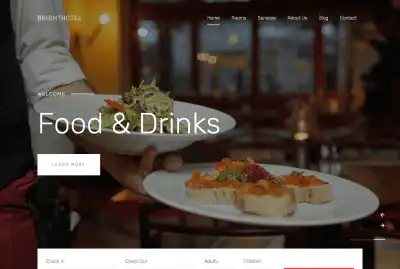 BRIGHTHOTEL
Home Rooms Services About Us Blog Contact
WELCOME
Food & Drinks
LEARN MORE
Check in Check Out Adults Children